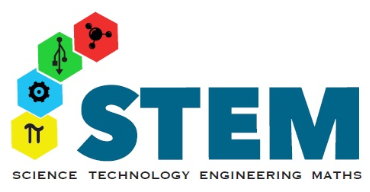 π
STEM
SCIENCE TECHNOLOGY ENGINEERING MATHS